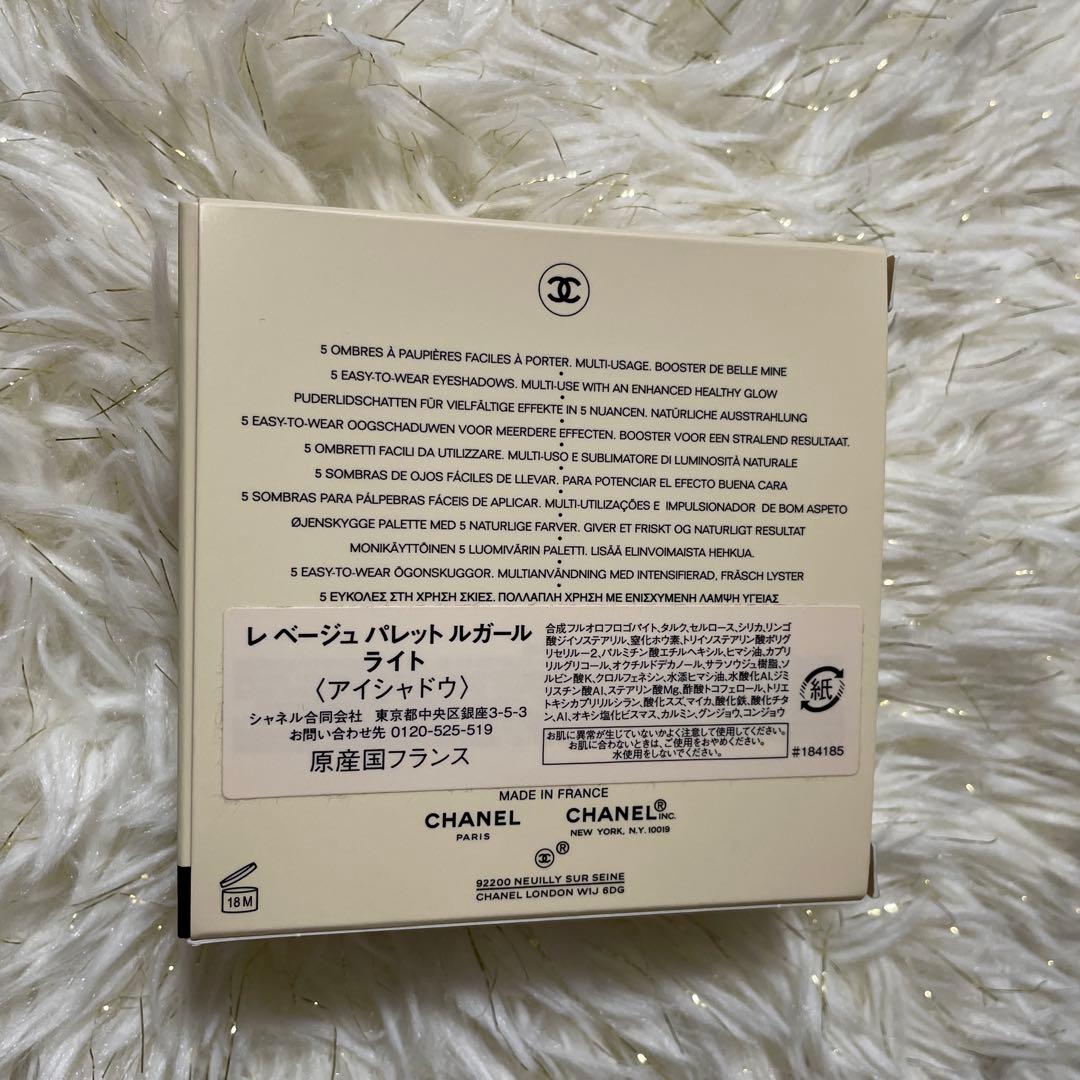 5 OMBRES À PAUPIÈRES FACILES À PORTER. MULTI-USAGE. BOOSTER DE BELLE MINE
5 EASY-TO-WEAR EYESHADOWS. MULTI-USE WITH AN ENHANCED HEALTHY GLOW
PUDERLIDSCHATTEN FÜR VIELFÄLTIGE EFFEKTE IN 5 NUANCEN. NATÜRLICHE AUSSTRAHLUNG
5 EASY-TO-WEAR OOGSCHADUWEN VOOR MEERDERE EFFECTEN. BOOSTER VOOR EEN STRALEND RESULTAAT.
5 OMBRETTI FACILI DA UTILIZZARE. MULTI-USO E SUBLIMATORE DI LUMINOSITÀ NATURALE
5 SOMBRAS DE OJOS FÁCILES DE LLEVAR. PARA POTENCIAR EL EFECTO BUENA CARA
5 SOMBRAS PARA PÁLPEBRAS FÁCEIS DE APLICAR. MULTI-UTILIZAÇÕES E IMPULSIONADOR DE BOM ASPETO
ØJENSKYGGE PALETTE MED 5 NATURLIGE FARVER. GIVER ET FRISKT OG NATURLIGT RESULTAT
MONIKÄYTTÖINEN 5 LUOMIVÄRIN PALETTI. LISÄÄ ELINVOIMAISTA HEHKUA.
5 EASY-TO-WEAR ÖGONSKUGGOR. MULTIANVÄNDNING MED INTENSIFIERAD, FRÄSCH LYSTER
5 ΕΥΚΟΛΕΣ ΣΤΗ ΧΡΗΣΗ ΣΚΙΕΣ. ΠΟΛΛΑΠΛΗ ΧΡΗΣΗ ΜΕ ΕΝΙΣΧΥΜΕΝΗ ΛΑΜΨΗ ΥΓΕΙΑΣ
レ ベージュ パレット ルガール
ライト
〈アイシャドウ〉
シャネル合同会社 東京都中央区銀座3-5-3
お問い合わせ先 0120-525-519
原産国フランス
合成フルオロフロゴパイト、タルク、セルロース、シリカ、リンゴ
酸ジイソステアリル、窒化ホウ素、トリイソステアリン酸ポリグ
リセリル-2、パルミチン酸エチルヘキシル、ヒマシ油、カプリ
リルグリコール、オクチルドデカノール、サラソウジュ樹脂、ソ
ルビン酸K、クロルフェネシン、水添ヒマシ油、水酸化Al、ジミ
リスチン酸Al、ステアリン酸Mg、酢酸トコフェロール、トリエ
トキシカプリリルシラン、酸化スズ、マイカ、酸化鉄、酸化チタ
ン、Al、オキシ塩化ビスマス、カルミン、グンジョウ、コンジョウ
お肌に異常が生じていないかよく注意して使用してください。
お肌に合わないときは、ご使用をおやめください。
水使用をしないでください。
紙
#184185
MADE IN FRANCE
CHANEL
PARIS
CHANEL® INC.
NEW YORK, N.Y. 10019
®
92200 NEUILLY SUR SEINE
CHANEL LONDON W1J 6DG
18 M